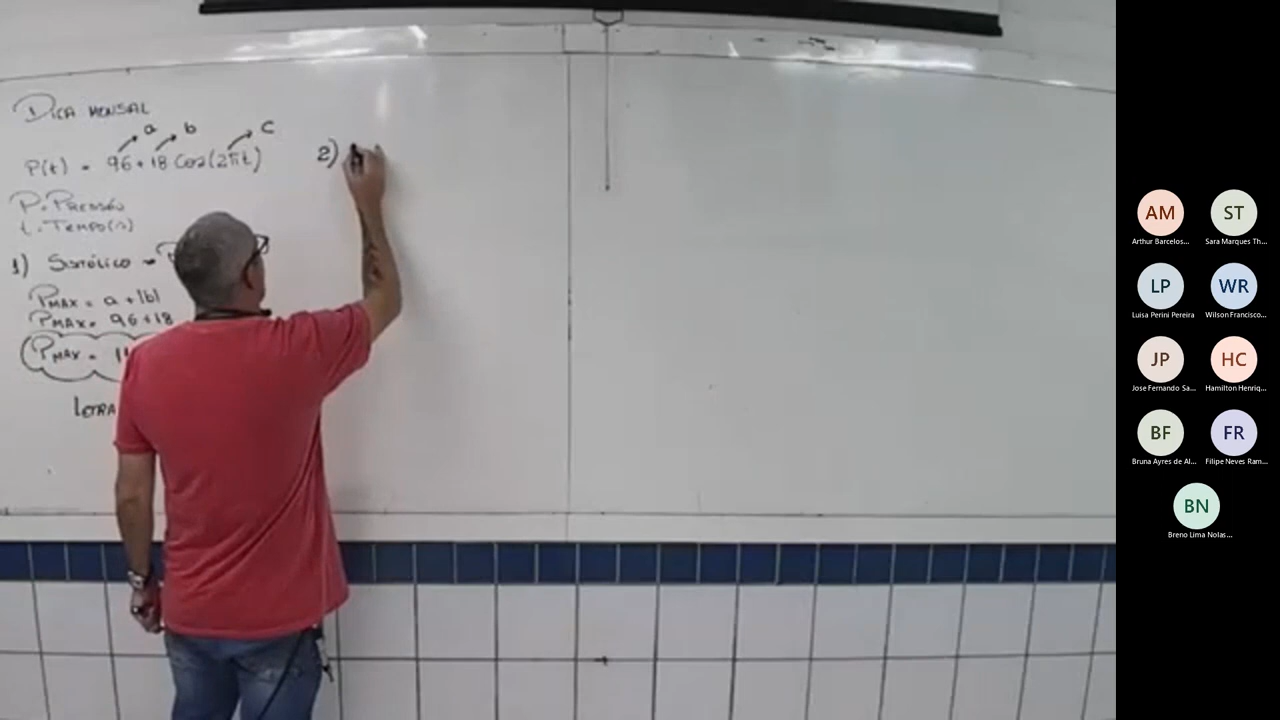 DICA MENSAL
a b c
P(t) = 96 + 18 Cos(2πt)
P. PRESSÃO
t. TEMPO(s)
1) SISTÓLICO
PMAX = a + |b|
PMAX = 96 + 18
PMAX =
LETRA
2)
AM ST
Arthur Barcelos... Sara Marques Th...
LP WR
Luisa Perini Pereira Wilson Francisco...
JP HC
Jose Fernando Sa... Hamilton Henriq...
BF FR
Bruna Ayres de Al... Filipe Neves Ram...
BN
Breno Lima Nolas...